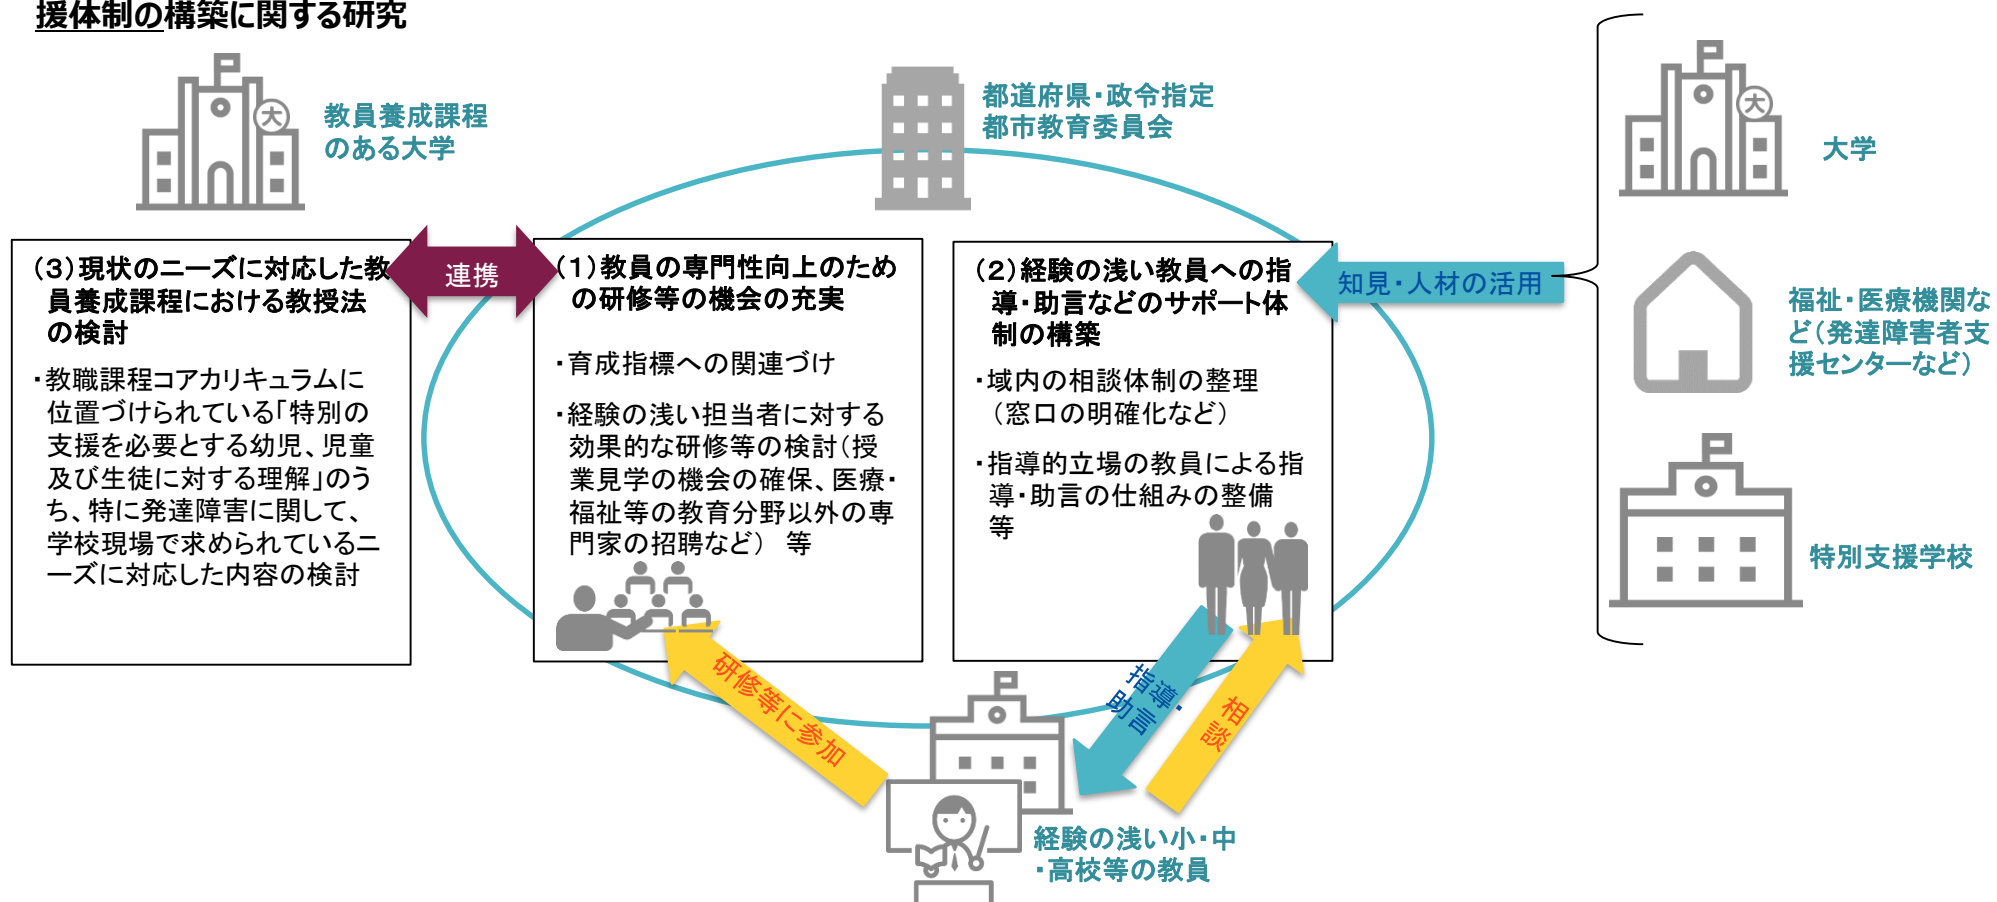 援体制の構築に関する研究
教員養成課程
のある大学
大
都道府県・政令指定
都市教育委員会
大
大学
(3)現状のニーズに対応した教
員養成課程における教授法
の検討
・教職課程コアカリキュラムに
位置づけられている「特別の
支援を必要とする幼児、児童
及び生徒に対する理解」のう
ち、特に発達障害に関して、
学校現場で求められているニ
ーズに対応した内容の検討
連携
(1)教員の専門性向上のため
の研修等の機会の充実
・育成指標への関連づけ
・経験の浅い担当者に対する
効果的な研修等の検討(授
業見学の機会の確保、医療・
福祉等の教育分野以外の専
門家の招聘など) 等
(2)経験の浅い教員への指
導・助言などのサポート体
制の構築
・域内の相談体制の整理
(窓口の明確化など)
・指導的立場の教員による指
導・助言の仕組みの整備
等
知見・人材の活用
福祉・医療機関な
ど(発達障害者支
援センターなど)
特別支援学校
研修等に参加
指導・
助言
相
談
経験の浅い小・中
・高校等の教員